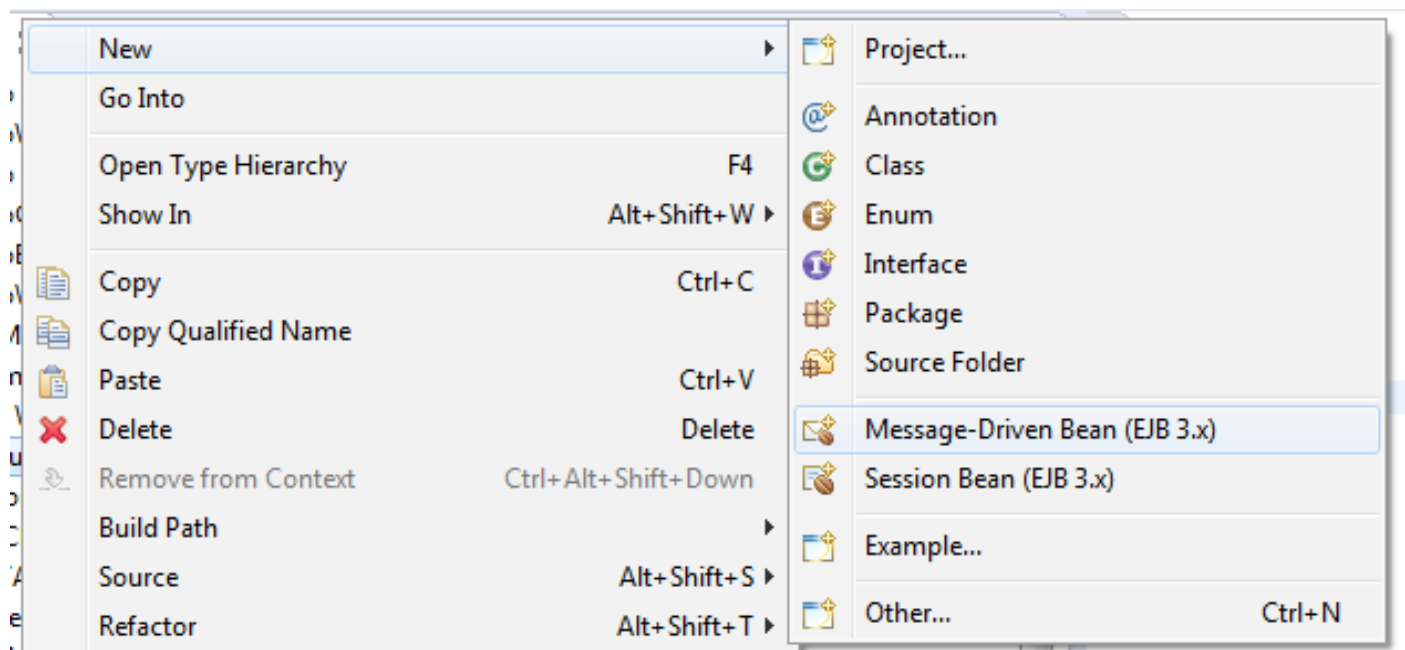 New
Go Into
Open Type Hierarchy F4
Show In Alt+Shift+W
Copy Ctrl+C
Copy Qualified Name
Paste Ctrl+V
Delete Delete
Remove from Context Ctrl+Alt+Shift+Down
Build Path
Source Alt+Shift+S
Refactor Alt+Shift+T
Project...
Annotation
Class
Enum
Interface
Package
Source Folder
Message-Driven Bean (EJB 3.x)
Session Bean (EJB 3.x)
Example...
Other... Ctrl+N